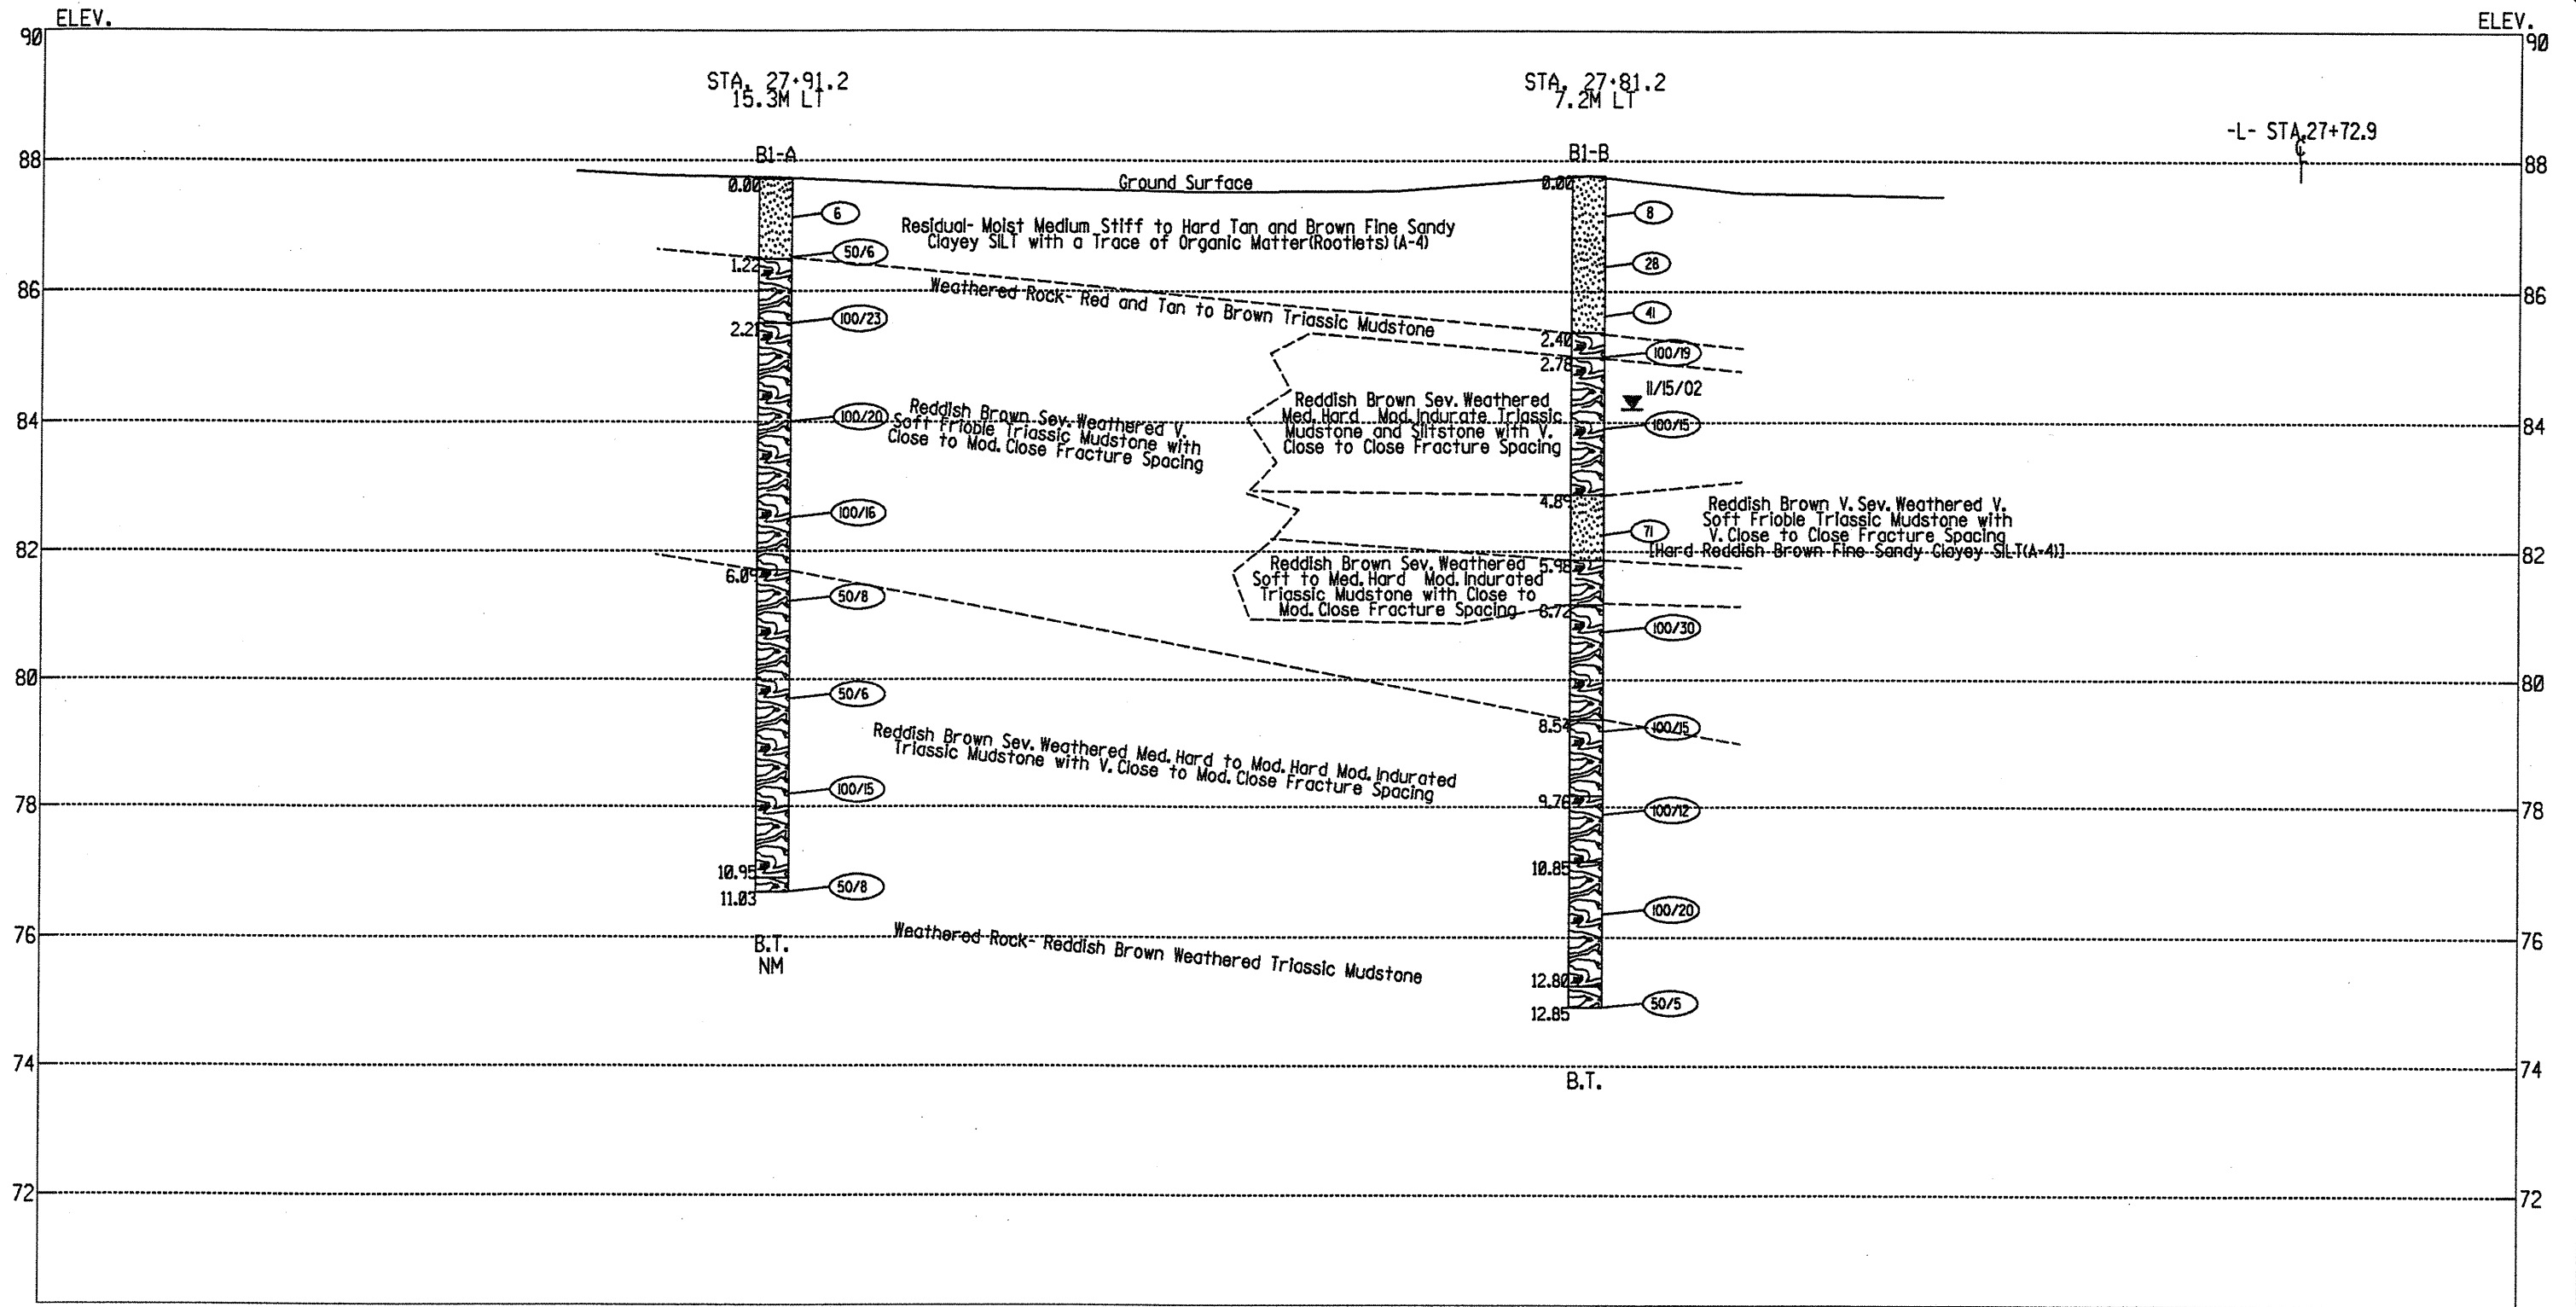 ELEV.
ELEV.
90
90
STA. 27+91.2
15.3M LT
STA. 27+81.2
7.2M LT
-L- STA.27+72.9
88
B1-A
B1-B
88
0.00
Ground Surface
0.00
6
8
Residual- Moist Medium Stiff to Hard Tan and Brown Fine Sandy
Clayey SILT with a Trace of Organic Matter(Rootlets) (A-4)
50/6
28
1.22
86
Weathered Rock- Red and Tan to Brown Triassic Mudstone
86
100/23
41
2.21
2.40
100/19
2.78
11/15/02
84
100/20
Reddish Brown Sev. Weathered V.
Soft Friable Triassic Mudstone with
Close to Mod. Close Fracture Spacing
Reddish Brown Sev. Weathered
Med. Hard Mod. Indurate Triassic
Mudstone and Siltstone with V.
Close to Close Fracture Spacing
100/15
84
4.89
100/16
71
Reddish Brown V. Sev. Weathered V.
Soft Friable Triassic Mudstone with
V. Close to Close Fracture Spacing
[Hard Reddish Brown Fine Sandy Clayey SILT(A-4)]
82
82
6.09
Reddish Brown Sev. Weathered
Soft to Med. Hard Mod. Indurated
Triassic Mudstone with Close to
Mod. Close Fracture Spacing
5.98
50/8
6.72
100/30
80
50/6
80
8.54
100/15
Reddish Brown Sev. Weathered Med. Hard to Mod. Hard Mod. Indurated
Triassic Mudstone with V. Close to Mod. Close Fracture Spacing
100/15
78
9.76
100/12
78
10.95
50/8
10.85
11.03
100/20
76
B.T.
NM
Weathered Rock- Reddish Brown Weathered Triassic Mudstone
76
12.80
50/5
12.85
74
B.T.
74
72
72